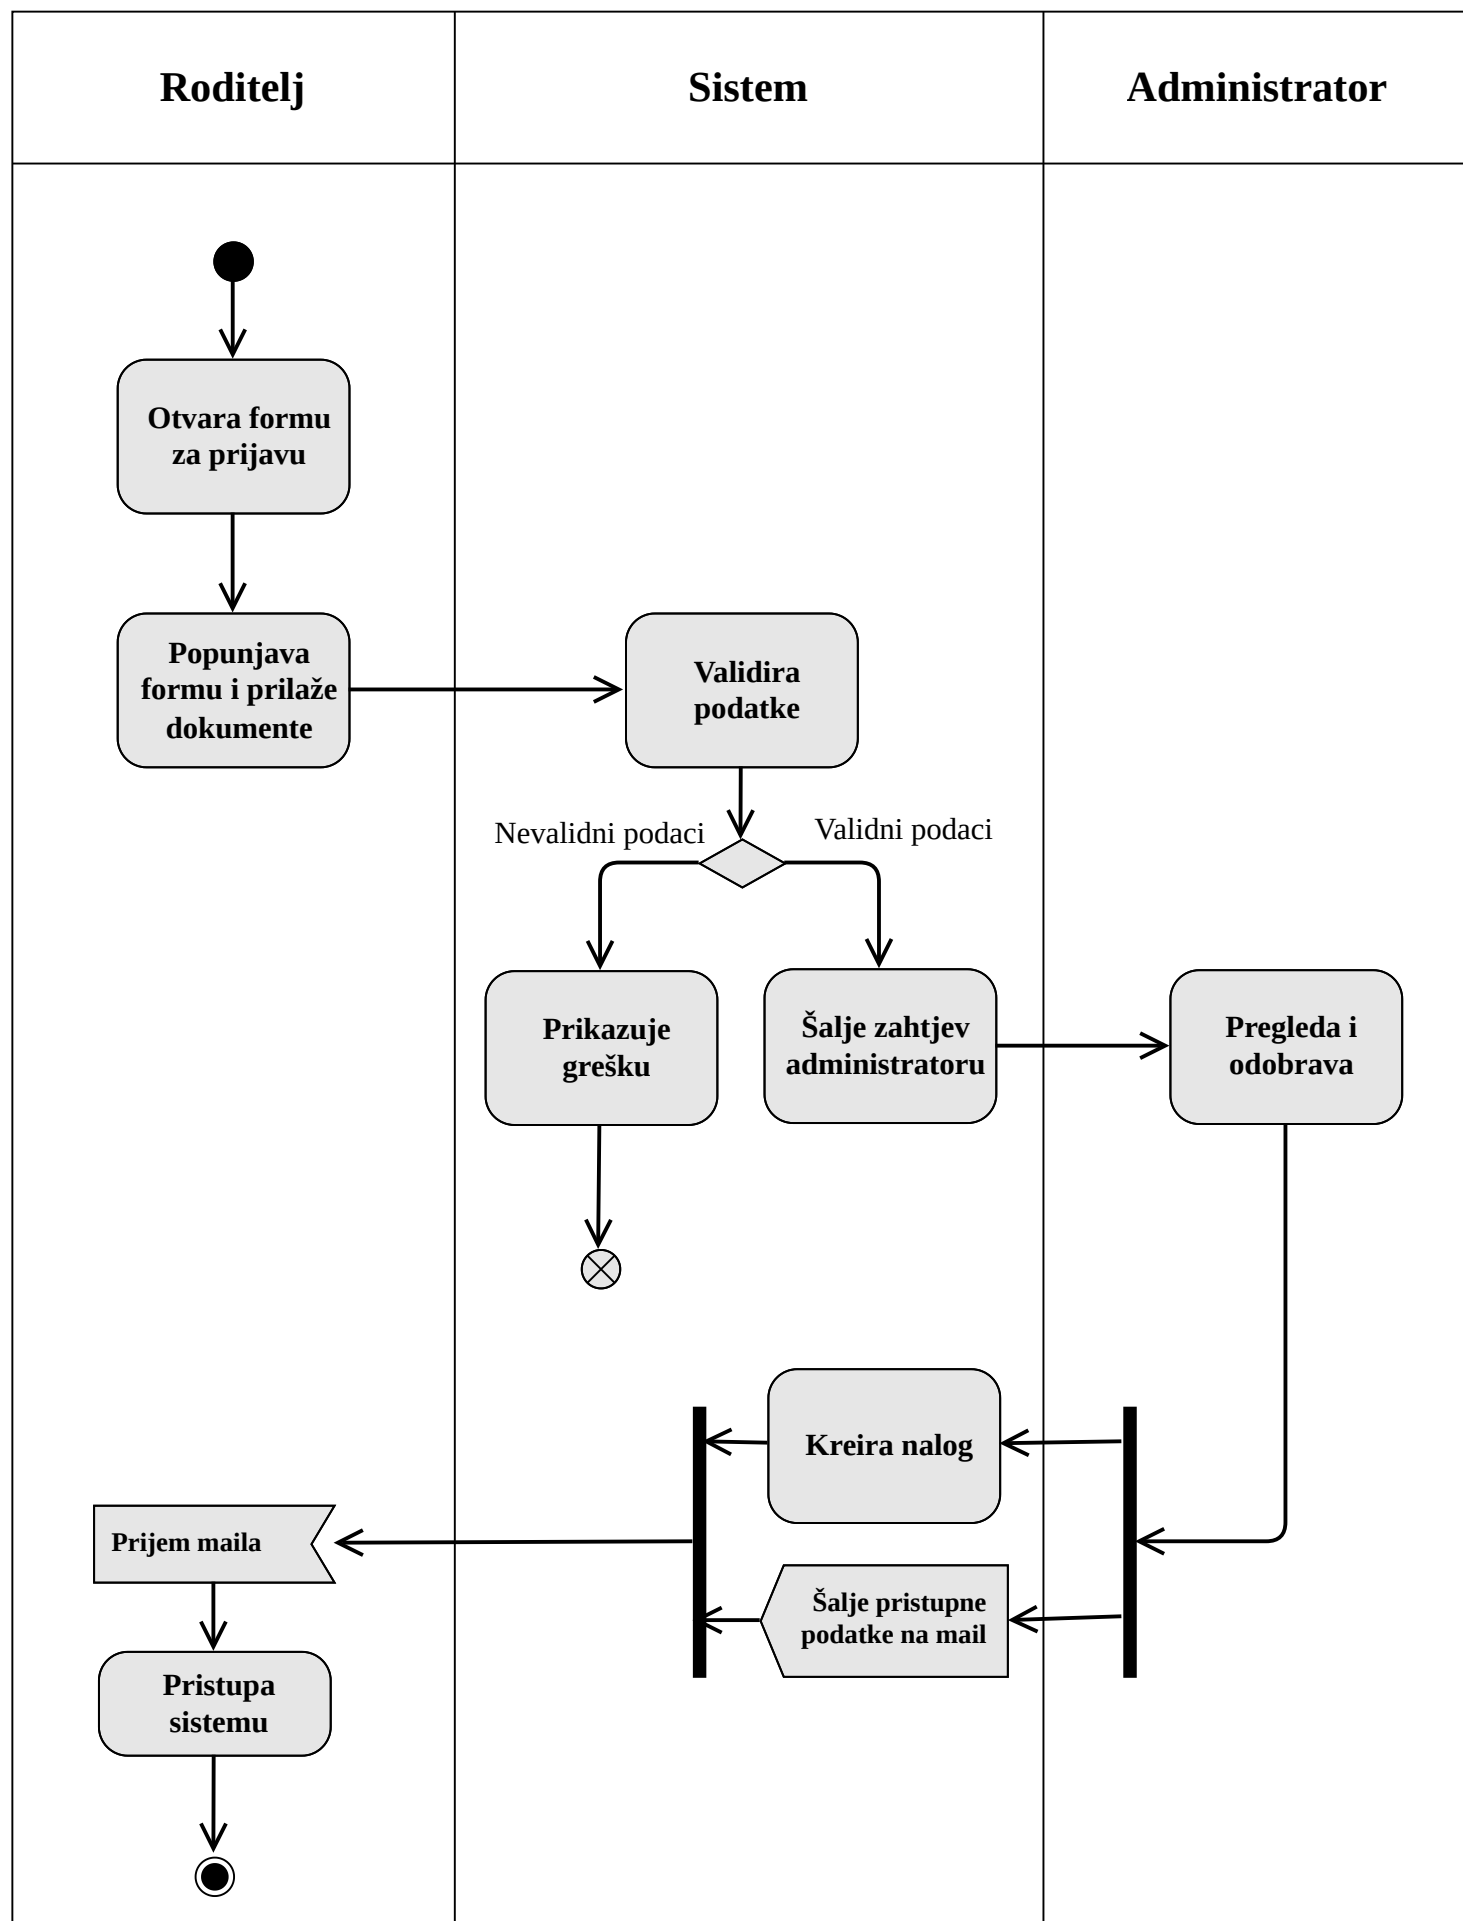 Roditelj
Sistem
Administrator
Otvara formu
za prijavu
Popunjava
formu i prilaže
dokumente
Validira
podatke
Nevalidni podaci
Validni podaci
Prikazuje
grešku
Šalje zahtjev
administratoru
Pregleda i
odobrava
Kreira nalog
Prijem maila
Šalje pristupne
podatke na mail
Pristupa
sistemu